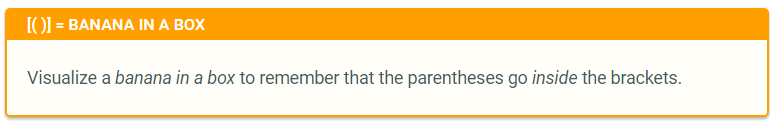 [( )] = BANANA IN A BOX
Visualize a banana in a box to remember that the parentheses go inside the brackets.